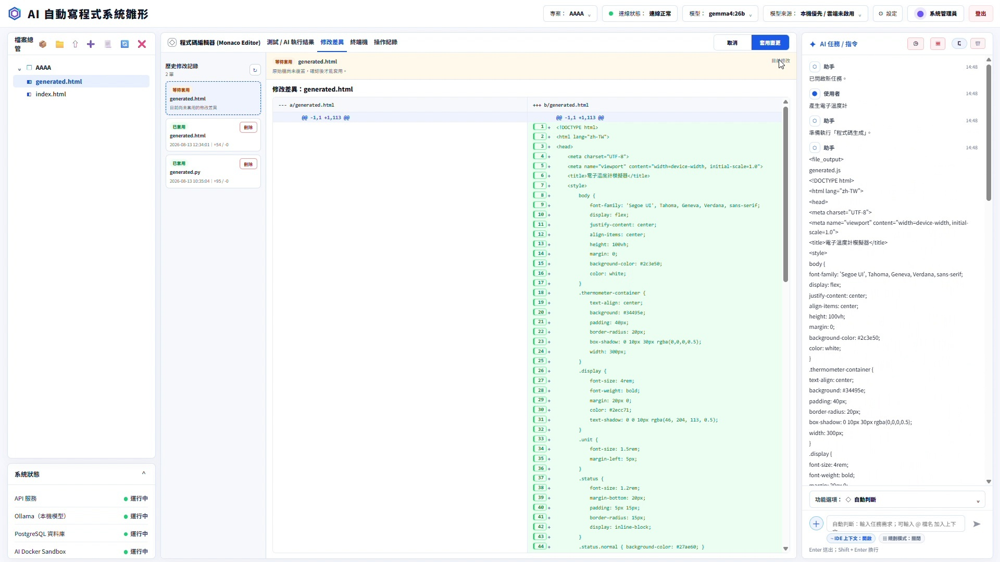 AI 自動寫程式系統雛形
專案： AAAA
連線狀態： 連線正常
模型： gemma4:26b
模型來源： 本機優先 / 雲端未啟用
設定
系統管理員
登出
檔案總管
AAAA
generated.html
index.html
系統狀態
API 服務 運行中
Ollama（本機模型） 運行中
PostgreSQL 資料庫 運行中
AI Docker Sandbox 運行中
程式碼編輯器 (Monaco Editor)
測試 / AI 執行結果
修改差異
終端機
操作記錄
取消
套用變更
歷史修改記錄
2 筆
等待套用
generated.html
目前尚未套用的修改差異
已套用
刪除
generated.html
2026-08-13 12:34:01 | +54 / -0
已套用
刪除
generated.py
2026-08-13 10:35:04 | +95 / -0
等待套用 generated.html
原始檔尚未覆蓋，確認後才能套用。
修改差異：generated.html
--- a/generated.html
+++ b/generated.html
@@ -1,1 +1,113 @@
@@ -1,1 +1,113 @@
1 + <!DOCTYPE html>
2 + <html lang="zh-TW">
3 + <head>
4 + <meta charset="UTF-8">
5 + <meta name="viewport" content="width=device-width, initial-scale=1.0">
6 + <title>電子溫度計模擬器</title>
7 + <style>
8 + body {
9 + font-family: 'Segoe UI', Tahoma, Geneva, Verdana, sans-serif;
10 + display: flex;
11 + justify-content: center;
12 + align-items: center;
13 + height: 100vh;
14 + margin: 0;
15 + background-color: #2c3e50;
16 + color: white;
17 + }
18 + .thermometer-container {
19 + text-align: center;
20 + background: #34495e;
21 + padding: 40px;
22 + border-radius: 20px;
23 + box-shadow: 0 10px 30px rgba(0,0,0,0.5);
24 + width: 300px;
25 + }
26 + .display {
27 + font-size: 4rem;
28 + font-weight: bold;
29 + margin: 20px 0;
30 + color: #2ecc71;
31 + text-shadow: 0 0 10px rgba(46, 204, 113, 0.5);
32 + }
33 + .unit {
34 + font-size: 1.5rem;
35 + margin-left: 5px;
36 + }
37 + .status {
38 + font-size: 1.2rem;
39 + margin-bottom: 20px;
40 + padding: 5px 15px;
41 + border-radius: 15px;
42 + display: inline-block;
43 + }
44 + .status.normal { background-color: #27ae60; }
AI 任務 / 指令
助手 14:48
已開啟新任務。
使用者 14:48
產生電子溫度計
助手 14:48
準備執行「程式碼生成」。
助手 14:48
<file_output>
generated.js
<!DOCTYPE html>
<html lang="zh-TW">
<head>
<meta charset="UTF-8">
<meta name="viewport" content="width=device-width, initial-
scale=1.0">
<title>電子溫度計模擬器</title>
<style>
body {
font-family: 'Segoe UI', Tahoma, Geneva, Verdana, sans-serif;
display: flex;
justify-content: center;
align-items: center;
height: 100vh;
margin: 0;
background-color: #2c3e50;
color: white;
}
.thermometer-container {
text-align: center;
background: #34495e;
padding: 40px;
border-radius: 20px;
box-shadow: 0 10px 30px rgba(0,0,0,0.5);
width: 300px;
}
.display {
font-size: 4rem;
font-weight: bold;
功能選項： 自動判斷
自動判斷：輸入任務需求；可輸入 @ 檔名 加入上下
IDE 上下文：開啟
規劃模式：關閉
Enter 送出；Shift + Enter 換行